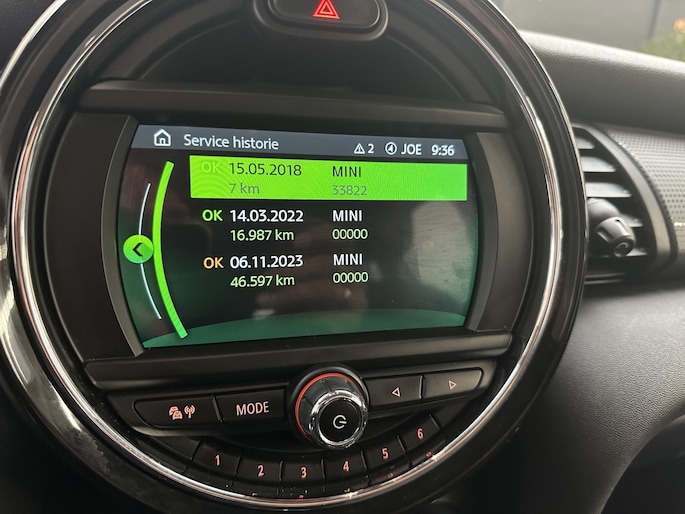 Service historie 2 JOE 9:36
OK 15.05.2018 MINI
7 km 33822
OK 14.03.2022 MINI
16.987 km 00000
OK 06.11.2023 MINI
46.597 km 00000
MODE
1 2 3 4 5 6